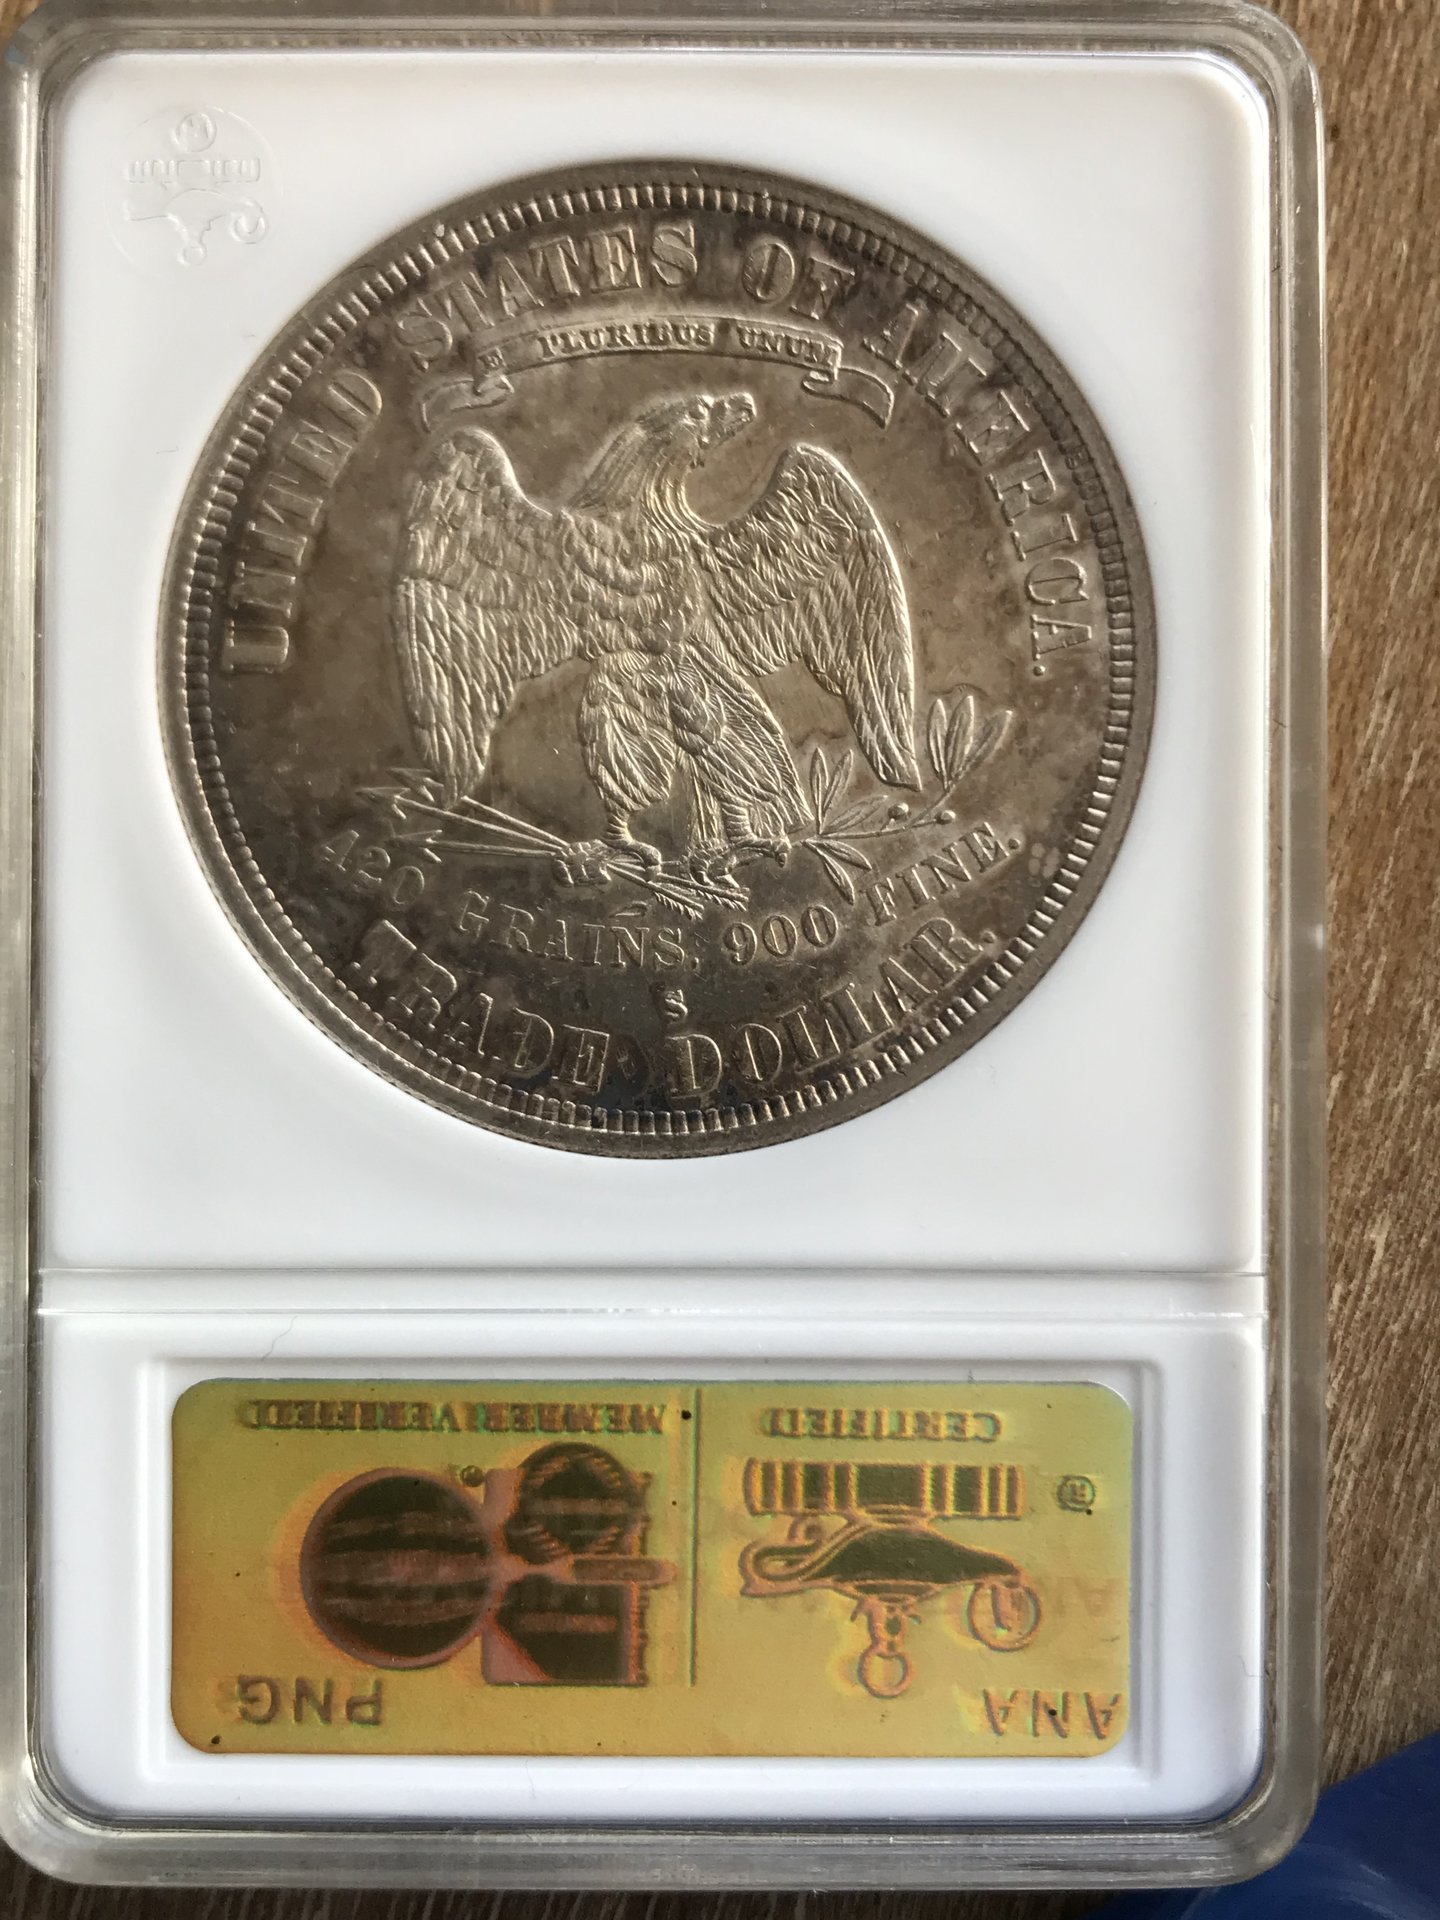 UNITED STATES OF AMERICA.
E PLURIBUS UNUM
420 GRAINS, 900 FINE.
S
TRADE DOLLAR.
PNG
MEMBER VERIFIED
ANA
®
CERTIFIED